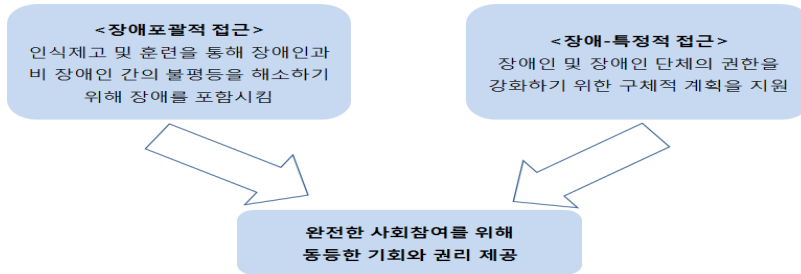 <장애포괄적 접근>
인식제고 및 훈련을 통해 장애인과
비 장애인 간의 불평등을 해소하기
위해 장애를 포함시킴
<장애-특정적 접근>
장애인 및 장애인 단체의 권한을
강화하기 위한 구체적 계획을 지원
완전한 사회참여를 위해
동등한 기회와 권리 제공